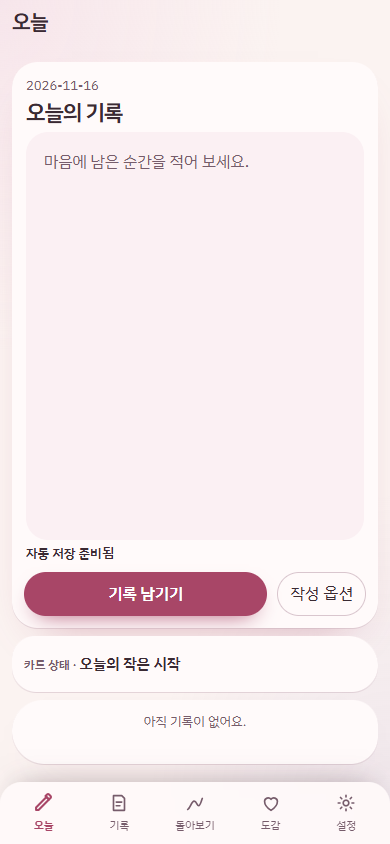 오늘
2026-11-16
오늘의 기록
마음에 남은 순간을 적어 보세요.
자동 저장 준비됨
기록 남기기
작성 옵션
카드 상태 · 오늘의 작은 시작
아직 기록이 없어요.
오늘
기록
돌아보기
도감
설정